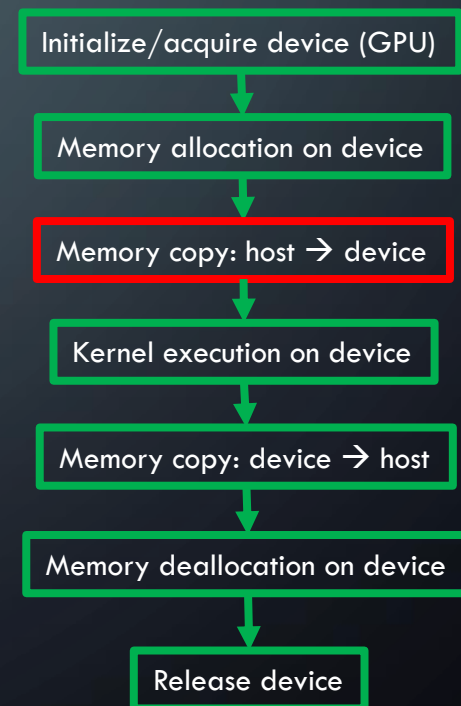 Initialize/acquire device (GPU)
Memory allocation on device
Memory copy: host → device
Kernel execution on device
Memory copy: device → host
Memory deallocation on device
Release device